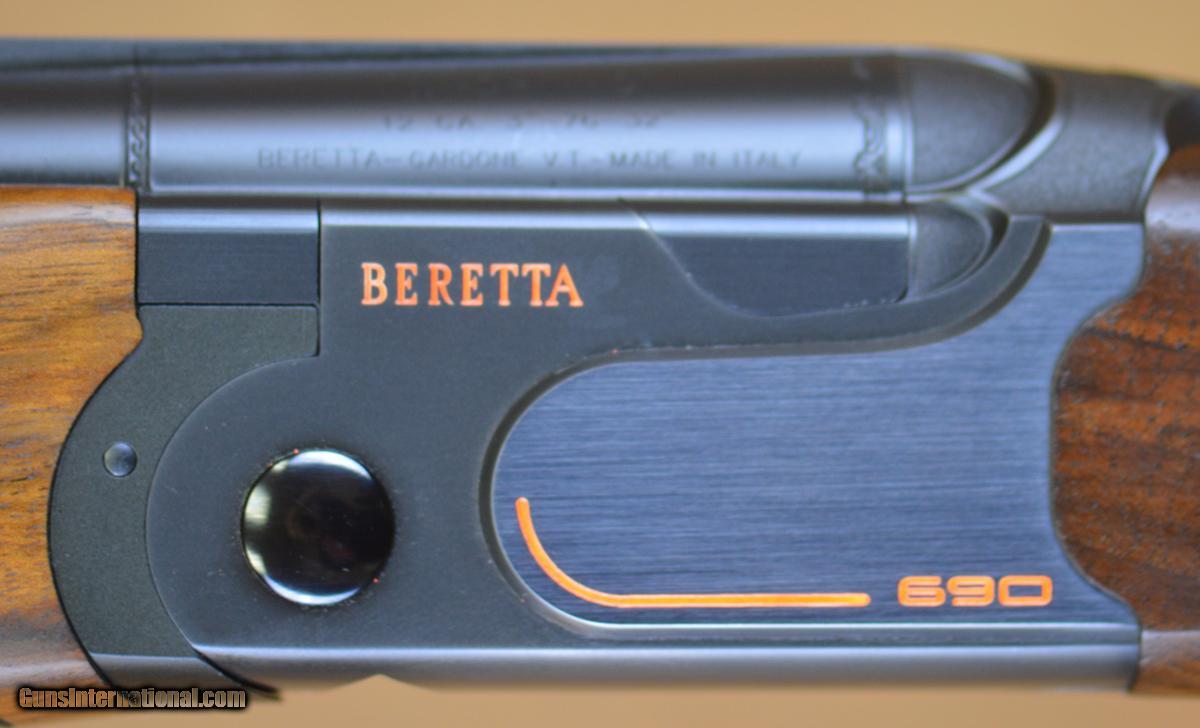 12 GA 3" 76 32"
BERETTA-GARDONE V.T.-MADE IN ITALY
BERETTA
690
GunsInternational.com